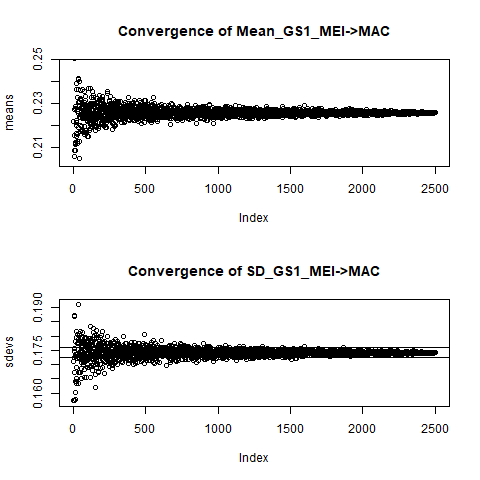 Convergence of Mean_GS1_MEI->MAC
means
0.21 0.23 0.25
0 500 1000 1500 2000 2500
Index
Convergence of SD_GS1_MEI->MAC
sdevs
0.160 0.175 0.190
0 500 1000 1500 2000 2500
Index